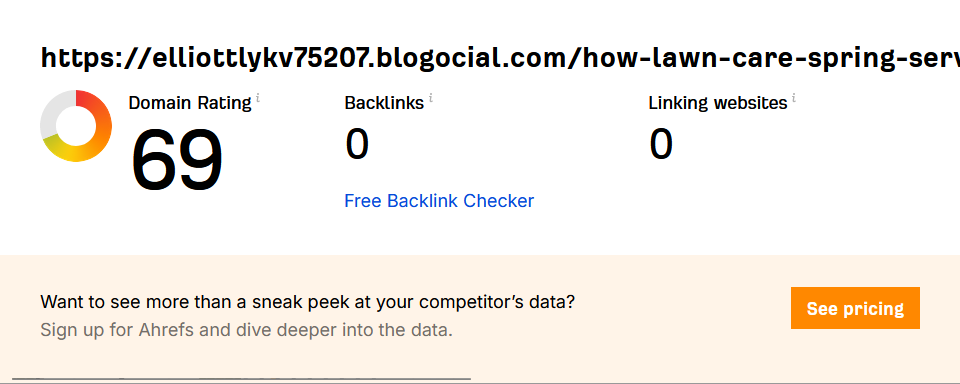 https://elliottlykv75207.blogocial.com/how-lawn-care-spring-serv
Domain Rating i
Backlinks i
Linking websites i
69
0
0
Free Backlink Checker
Want to see more than a sneak peek at your competitor's data?
Sign up for Ahrefs and dive deeper into the data.
See pricing